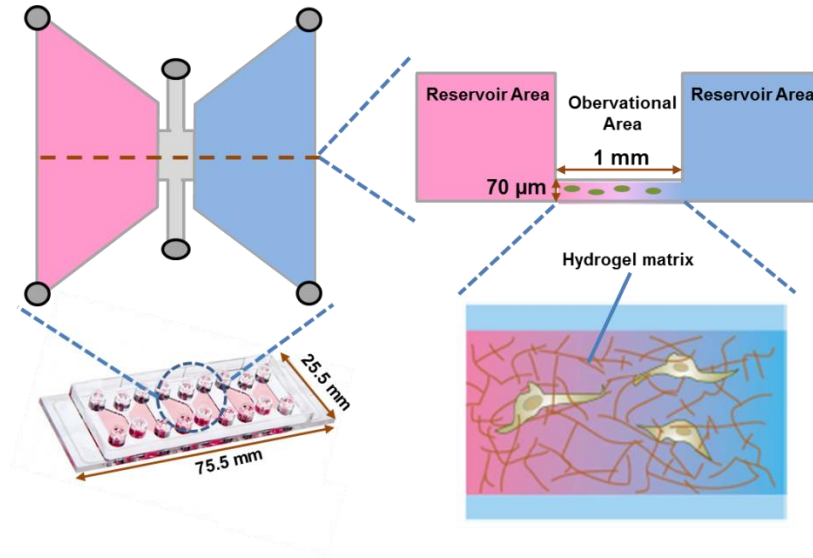 Reservoir Area
Obervational
Area
Reservoir Area
1 mm
70 µm
Hydrogel matrix
25.5 mm
75.5 mm